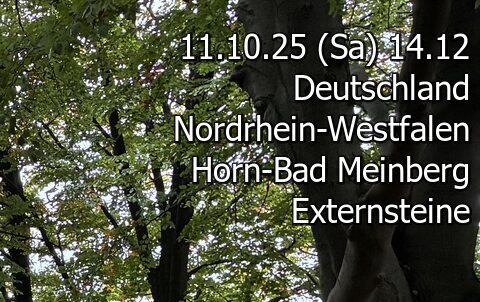 11.10.25 (Sa) 14.12
Deutschland
Nordrhein-Westfalen
Horn-Bad Meinberg
Externsteine